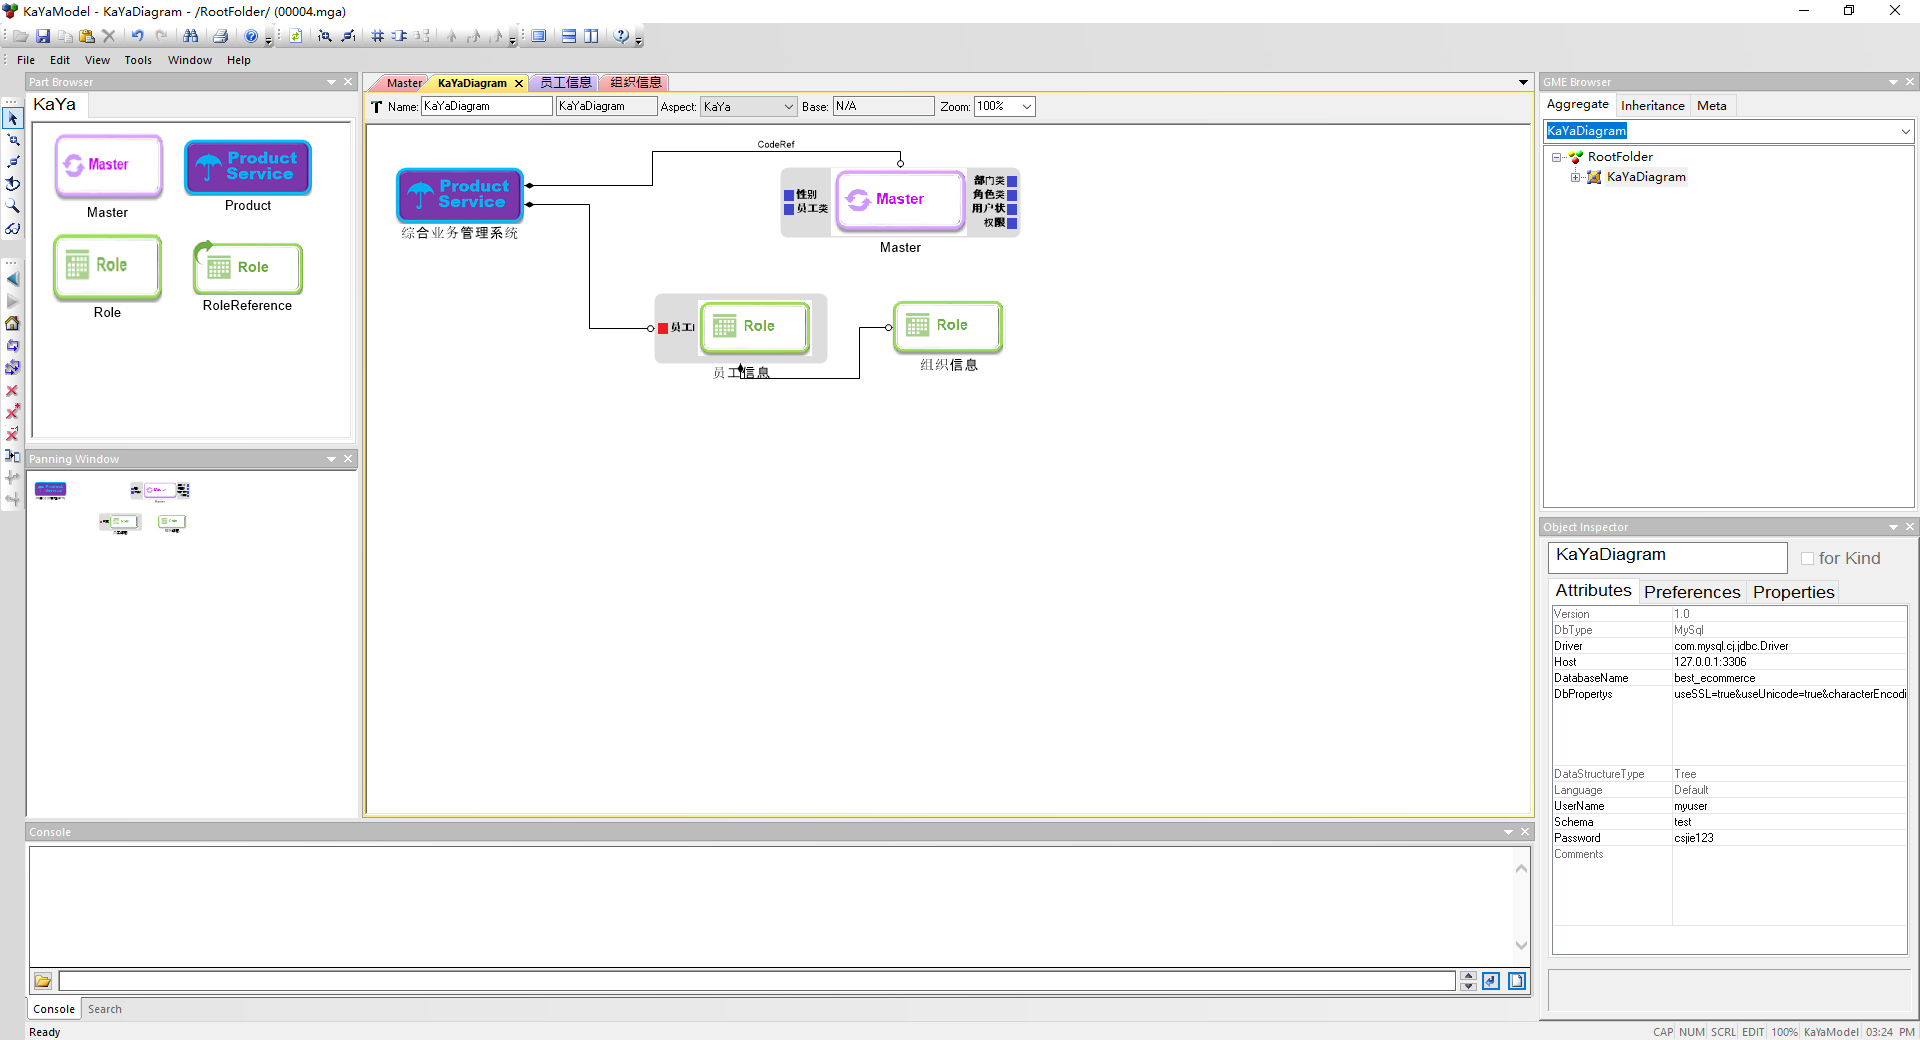 KaYaModel - KaYaDiagram - /RootFolder/ (00004.mga)
File Edit View Tools Window Help
Part Browser
KaYa
Master
Master
Product Service
Product
Role
Role
Role
RoleReference
Panning Window
Master KaYaDiagram 员工信息 组织信息
Name: KaYaDiagram KaYaDiagram Aspect: KaYa Base: N/A Zoom: 100%
CodeRef
Product Service
综合业务管理系统
性别
员工类
Master
部门类
角色类
用户状
权限
Master
员工
Role
员工信息
Role
组织信息
Console
Console Search
Ready
GME Browser
Aggregate Inheritance Meta
KaYaDiagram
RootFolder
KaYaDiagram
Object Inspector
KaYaDiagram for Kind
Attributes Preferences Properties
Version 1.0
DbType MySql
Driver com.mysql.cj.jdbc.Driver
Host 127.0.0.1:3306
DatabaseName best_ecommerce
DbPropertys useSSL=true&useUnicode=true&characterEncodi
DataStructureType Tree
Language Default
UserName myuser
Schema test
Password csjie123
Comments
CAP NUM SCRL EDIT 100% KaYaModel 03:24 PM